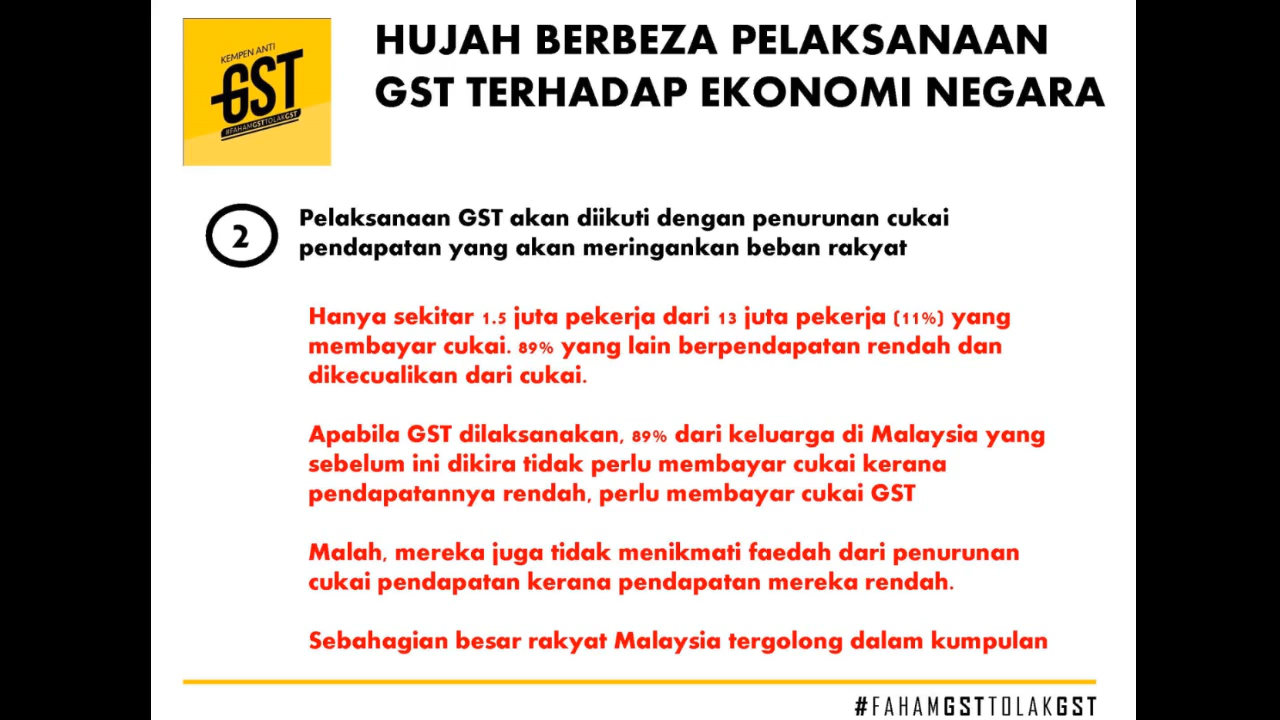 KEMPEN ANTI
GST
#FAHAMGSTTOLAKGST
HUJAH BERBEZA PELAKSANAAN
GST TERHADAP EKONOMI NEGARA
2
Pelaksanaan GST akan diikuti dengan penurunan cukai
pendapatan yang akan meringankan beban rakyat
Hanya sekitar 1.5 juta pekerja dari 13 juta pekerja (11%) yang
membayar cukai. 89% yang lain berpendapatan rendah dan
dikecualikan dari cukai.
Apabila GST dilaksanakan, 89% dari keluarga di Malaysia yang
sebelum ini dikira tidak perlu membayar cukai kerana
pendapatannya rendah, perlu membayar cukai GST
Malah, mereka juga tidak menikmati faedah dari penurunan
cukai pendapatan kerana pendapatan mereka rendah.
Sebahagian besar rakyat Malaysia tergolong dalam kumpulan
#FAHAMGSTTOLAKGST